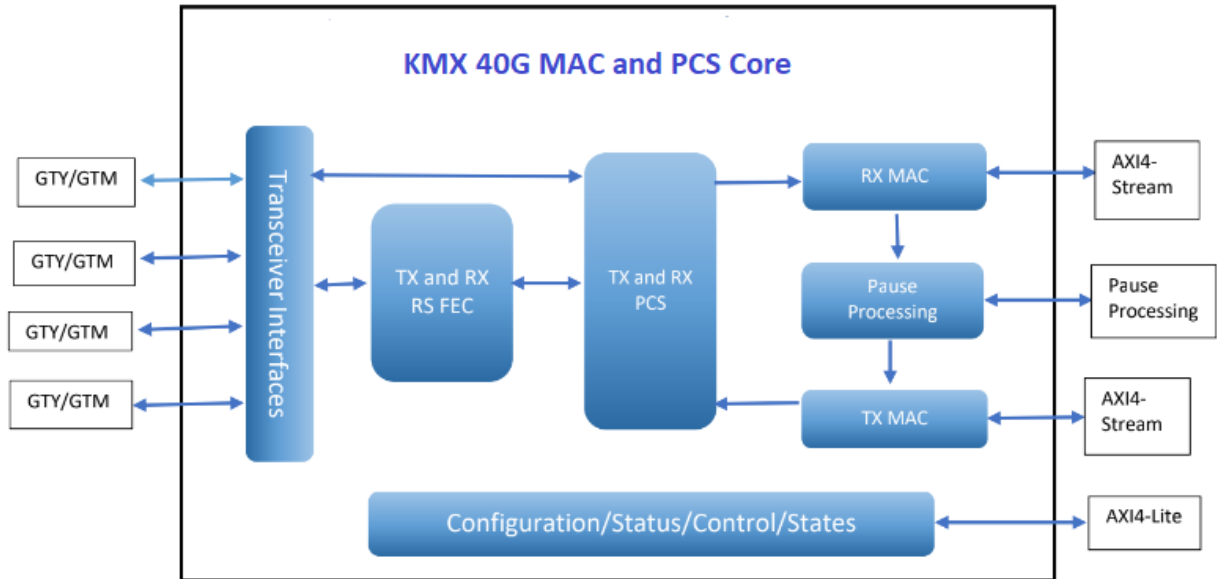 KMX 40G MAC and PCS Core
GTY/GTM
GTY/GTM
GTY/GTM
GTY/GTM
Transceiver Interfaces
TX and RX
RS FEC
TX and RX
PCS
RX MAC
Pause
Processing
TX MAC
Configuration/Status/Control/States
AXI4-
Stream
Pause
Processing
AXI4-
Stream
AXI4-Lite